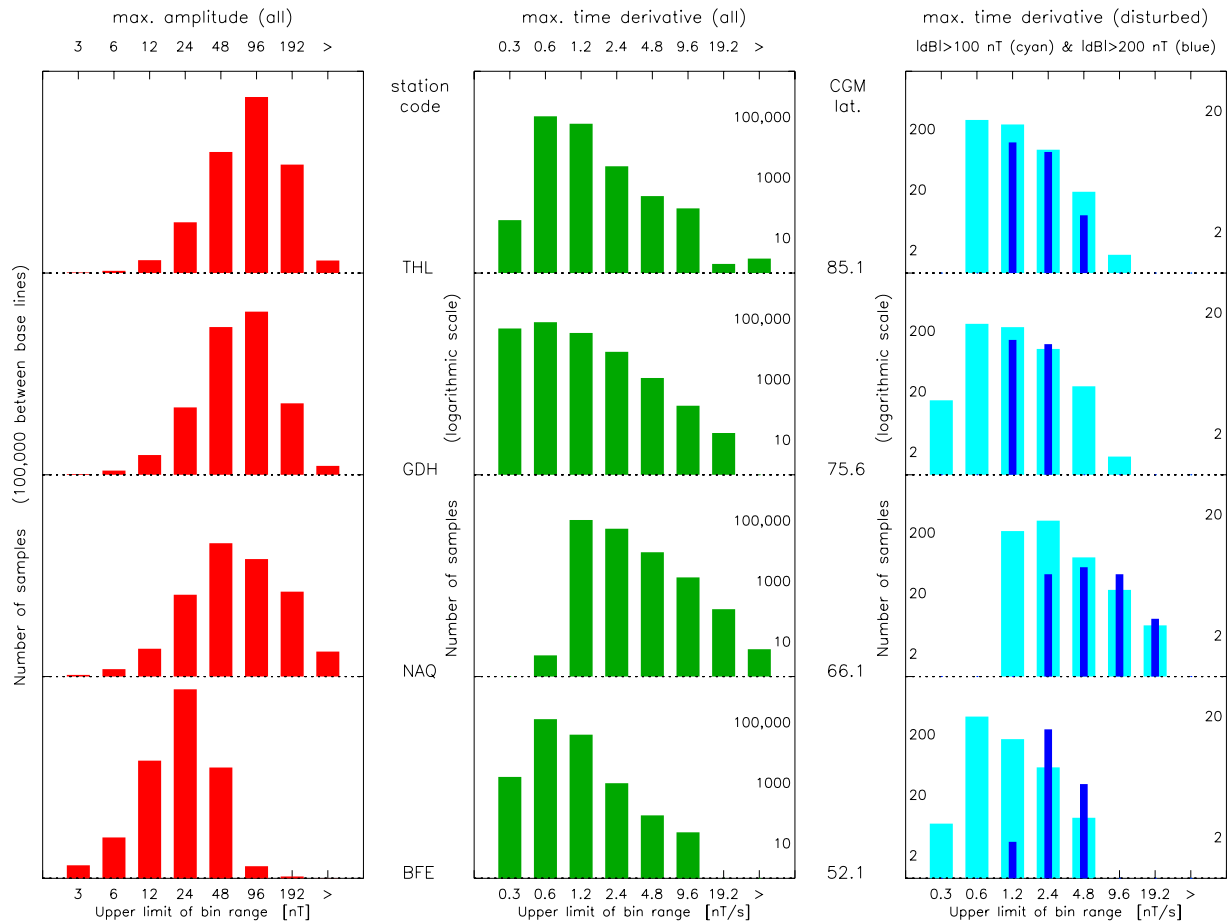 max. amplitude (all)
max. time derivative (all)
max. time derivative (disturbed)
3 6 12 24 48 96 192 >
0.3 0.6 1.2 2.4 4.8 9.6 19.2 >
|dB|>100 nT (cyan) & |dB|>200 nT (blue)
station code
CGM lat.
100,000
1000
10
200
20
2
20
2
THL
85.1
100,000
1000
10
200
20
2
20
2
GDH
75.6
100,000
1000
10
200
20
2
20
2
NAQ
66.1
100,000
1000
10
200
20
2
20
2
BFE
52.1
Number of samples (100,000 between base lines)
Number of samples (logarithmic scale)
Number of samples (logarithmic scale)
3 6 12 24 48 96 192 >
0.3 0.6 1.2 2.4 4.8 9.6 19.2 >
0.3 0.6 1.2 2.4 4.8 9.6 19.2 >
Upper limit of bin range [nT]
Upper limit of bin range [nT/s]
Upper limit of bin range [nT/s]